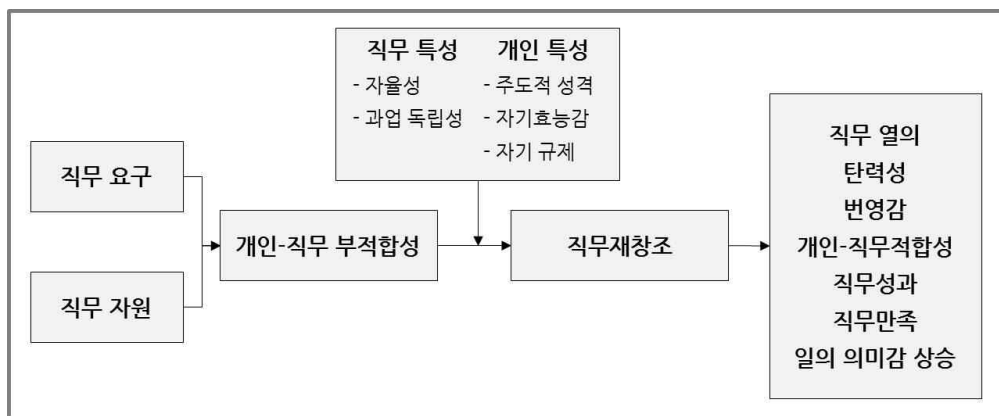 직무 특성 개인 특성
- 자율성 - 주도적 성격
- 과업 독립성 - 자기효능감
- 자기 규제
직무 요구
직무 자원
개인-직무 부적합성
직무재창조
직무 열의
탄력성
번영감
개인-직무적합성
직무성과
직무만족
일의 의미감 상승